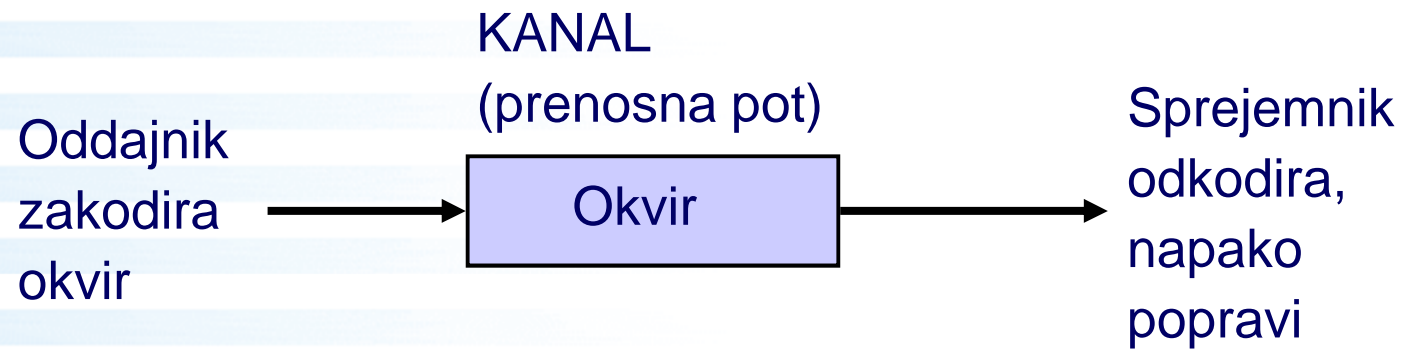 Oddajnik
zakodira
okvir
KANAL
(prenosna pot)
Okvir
Sprejemnik
odkodira,
napako
popravi